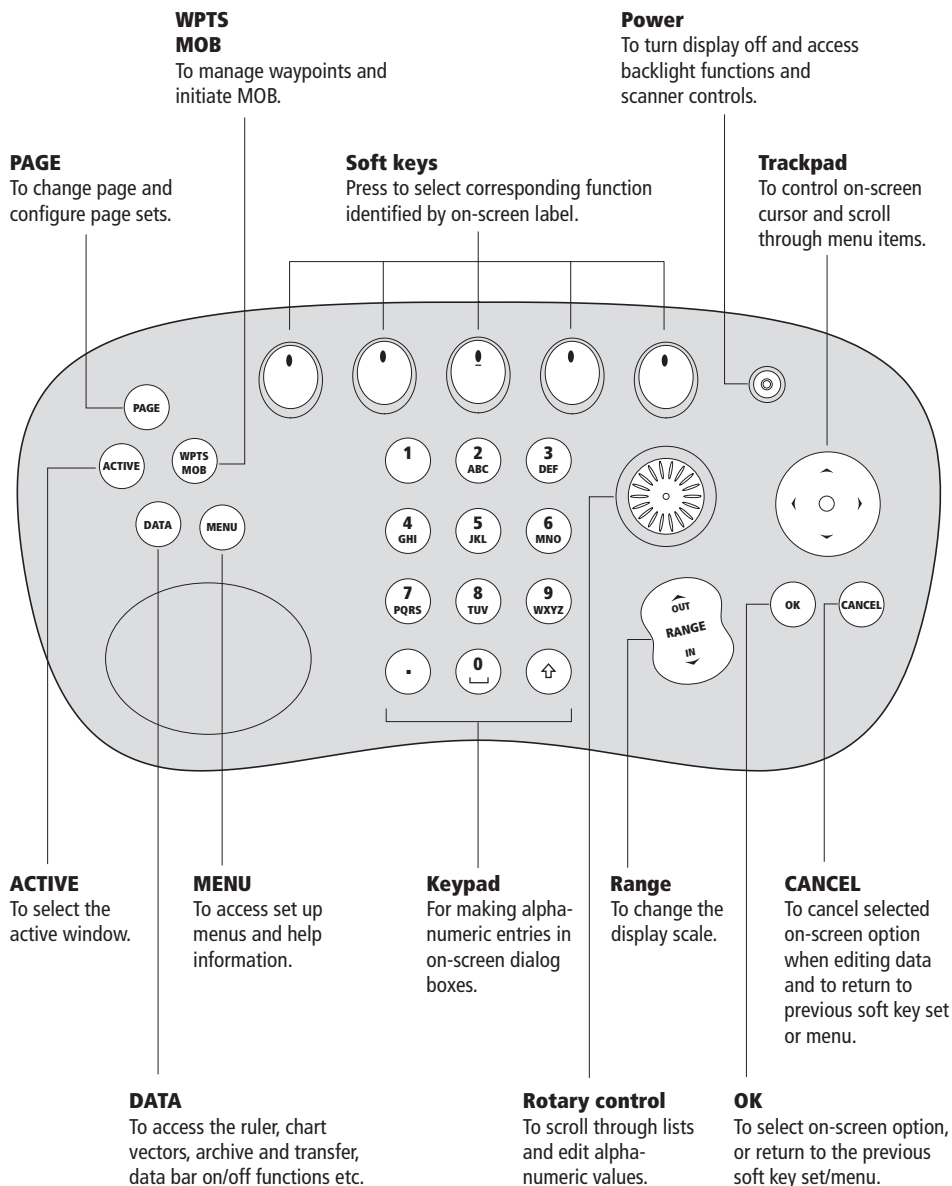 WPTS
MOB
To manage waypoints and
initiate MOB.
Power
To turn display off and access
backlight functions and
scanner controls.
PAGE
To change page and
configure page sets.
Soft keys
Press to select corresponding function
identified by on-screen label.
Trackpad
To control on-screen
cursor and scroll
through menu items.
PAGE
ACTIVE
WPTS
MOB
DATA
MENU
1
2
ABC
3
DEF
4
GHI
5
JKL
6
MNO
7
PQRS
8
TUV
9
WXYZ
.
0
OUT
RANGE
IN
OK
CANCEL
ACTIVE
To select the
active window.
MENU
To access set up
menus and help
information.
Keypad
For making alpha-
numeric entries in
on-screen dialog
boxes.
Range
To change the
display scale.
CANCEL
To cancel selected
on-screen option
when editing data
and to return to
previous soft key set
or menu.
DATA
To access the ruler, chart
vectors, archive and transfer,
data bar on/off functions etc.
Rotary control
To scroll through lists
and edit alpha-
numeric values.
OK
To select on-screen option,
or return to the previous
soft key set/menu.